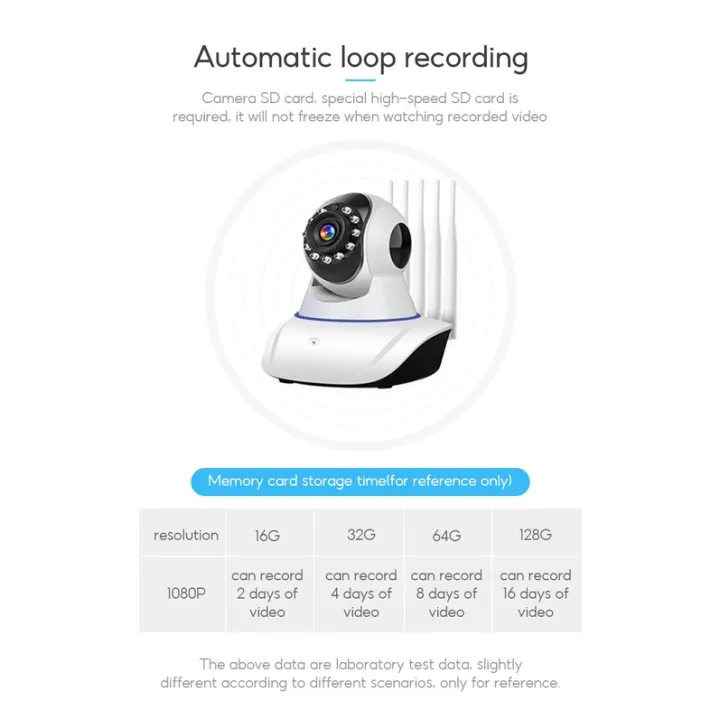 Automatic loop recording
Camera SD card, special high-speed SD card is
required, it will not freeze when watching recorded video
Memory card storage time(for reference only)
resolution 16G 32G 64G 128G
1080P
can record can record can record can record
2 days of 4 days of 8 days of 16 days of
video video video video
The above data are laboratory test data, slightly
different according to different scenarios, only for reference.